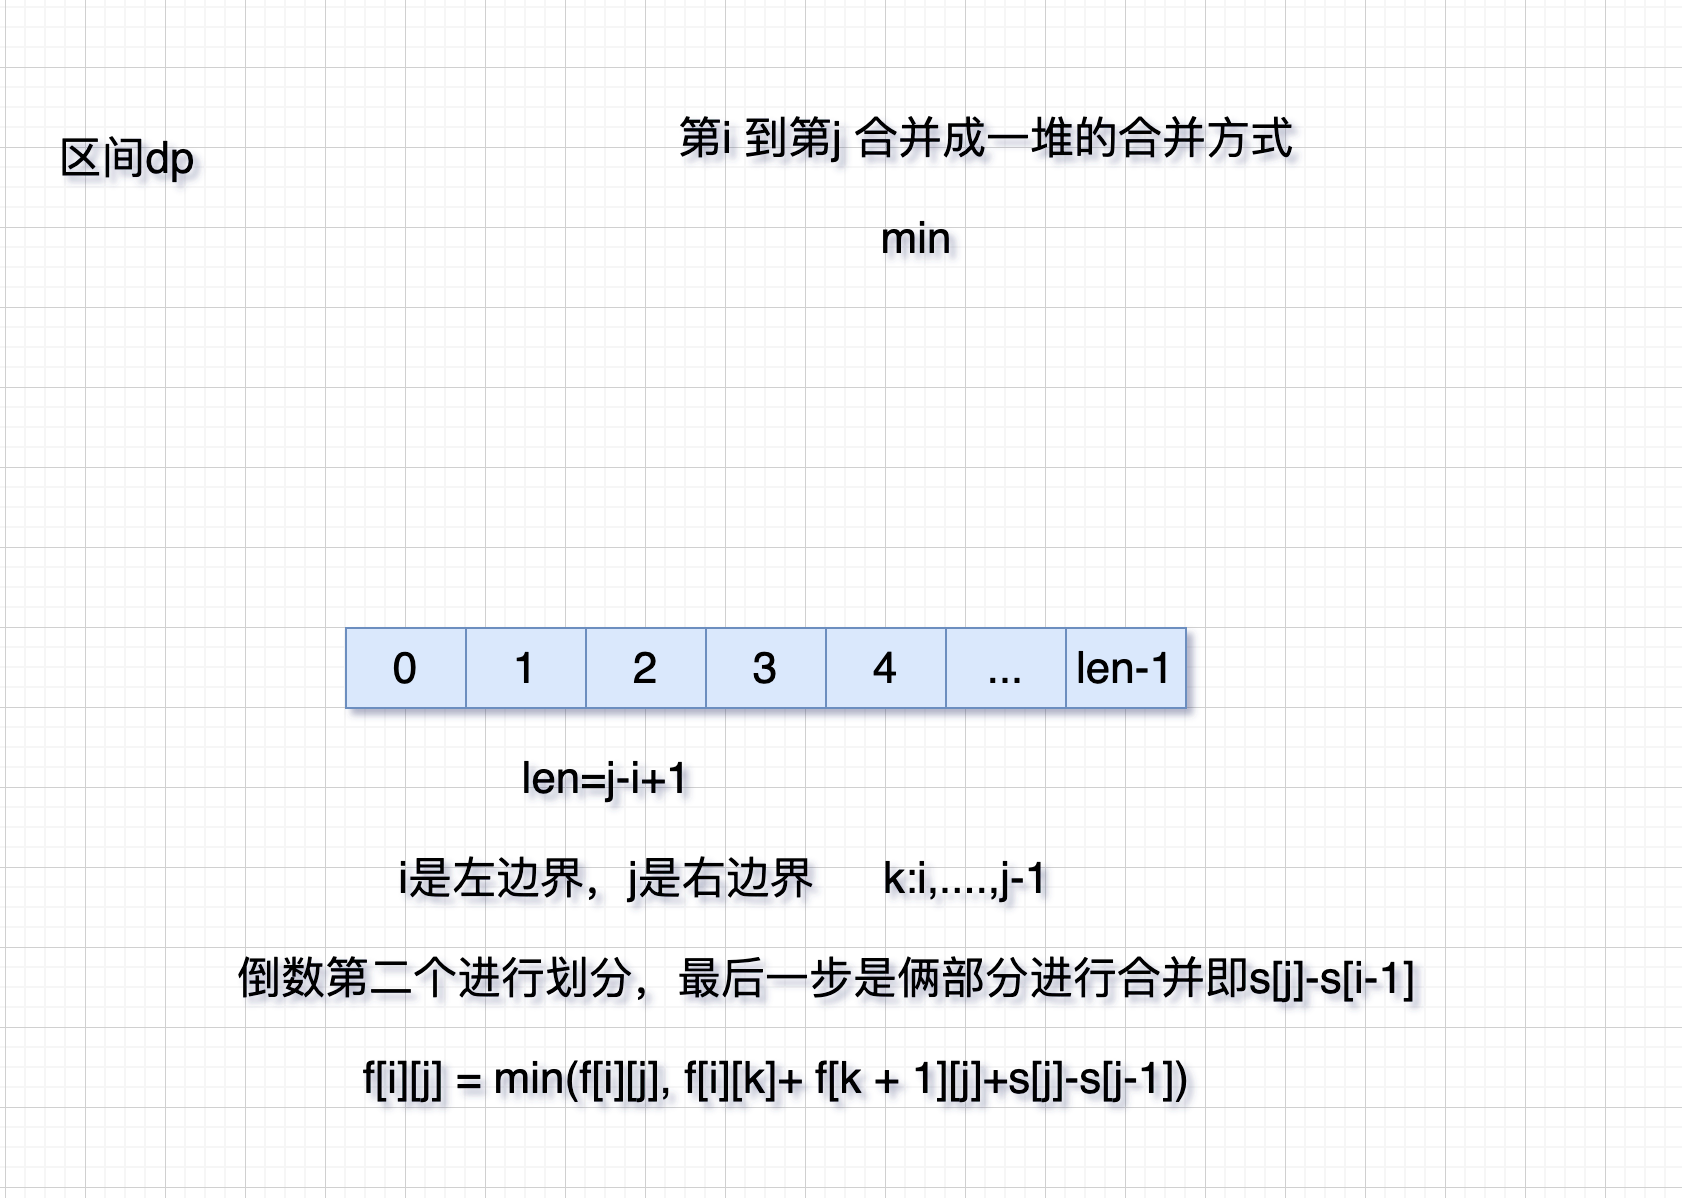 区间dp
第i 到第j 合并成一堆的合并方式
min
0 1 2 3 4 ... len-1
len=j-i+1
i是左边界，j是右边界 k:i,....,j-1
倒数第二个进行划分，最后一步是俩部分进行合并即s[j]-s[i-1]
f[i][j] = min(f[i][j], f[i][k]+ f[k + 1][j]+s[j]-s[j-1])